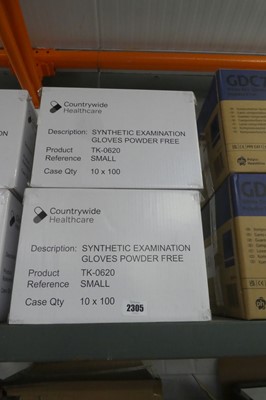 Countrywide
Healthcare
Description: SYNTHETIC EXAMINATION
GLOVES POWDER FREE
Product TK-0620
Reference SMALL
Case Qty 10 x 100
Countrywide
Healthcare
Description: SYNTHETIC EXAMINATION
GLOVES POWDER FREE
Product TK-0620
Reference SMALL
Case Qty 10 x 100
2305
GDC